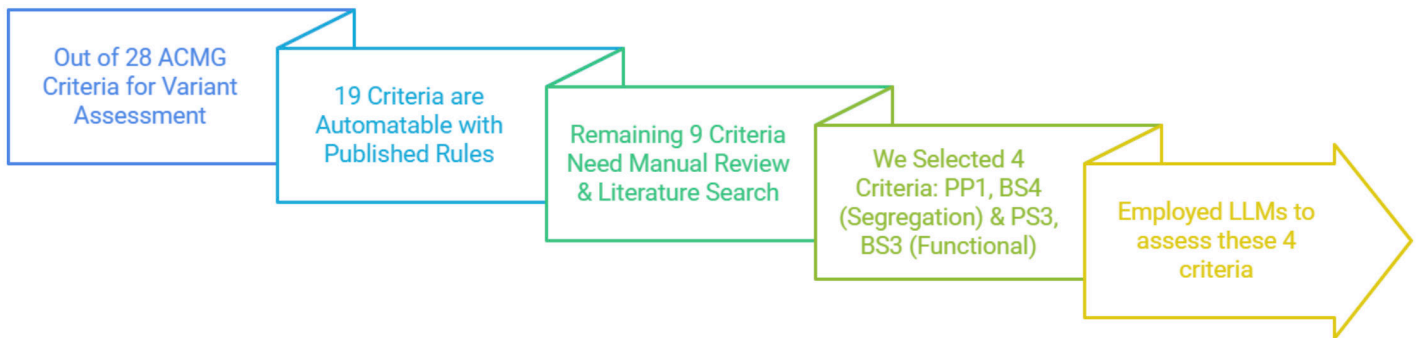 Out of 28 ACMG
Criteria for Variant
Assessment
19 Criteria are
Automatable with
Published Rules
Remaining 9 Criteria
Need Manual Review
& Literature Search
We Selected 4
Criteria: PP1, BS4
(Segregation) & PS3,
BS3 (Functional)
Employed LLMs to
assess these 4
criteria